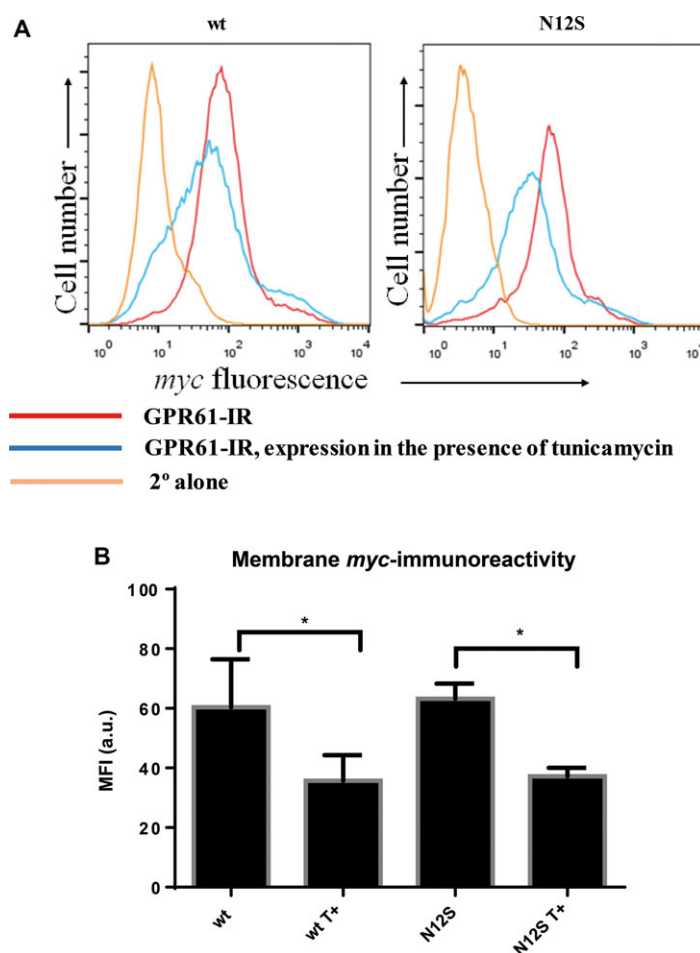 A
wt
N12S
Cell number
Cell number
10⁰ 10¹ 10² 10³ 10⁴
10⁰ 10¹ 10² 10³
myc fluorescence
GPR61-IR
GPR61-IR, expression in the presence of tunicamycin
2º alone
B
Membrane myc-immunoreactivity
MFI (a.u.)
100
80
60
40
20
0
*
*
wt
wt T+
N12S
N12S T+